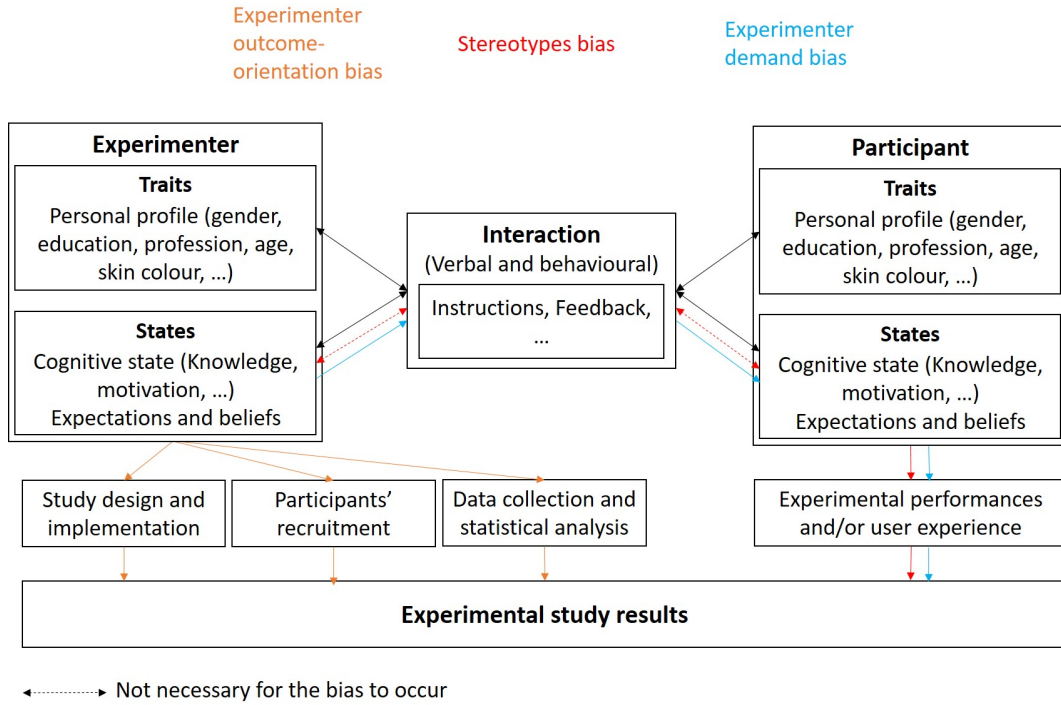 Experimenter
outcome-
orientation bias
Stereotypes bias
Experimenter
demand bias
Experimenter
Traits
Personal profile (gender,
education, profession, age,
skin colour, …)
States
Cognitive state (Knowledge,
motivation, …)
Expectations and beliefs
Interaction
(Verbal and behavioural)
Instructions, Feedback,
…
Participant
Traits
Personal profile (gender,
education, profession, age,
skin colour, …)
States
Cognitive state (Knowledge,
motivation, …)
Expectations and beliefs
Study design and
implementation
Participants’
recruitment
Data collection and
statistical analysis
Experimental performances
and/or user experience
Experimental study results
Not necessary for the bias to occur